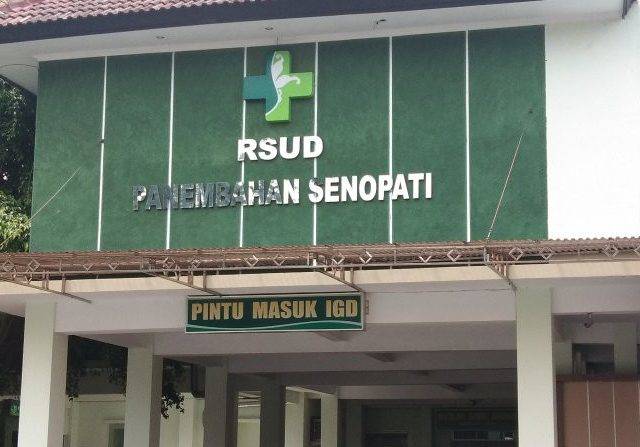 RSUD
PANEMBAHAN SENOPATI
PINTU MASUK IGD